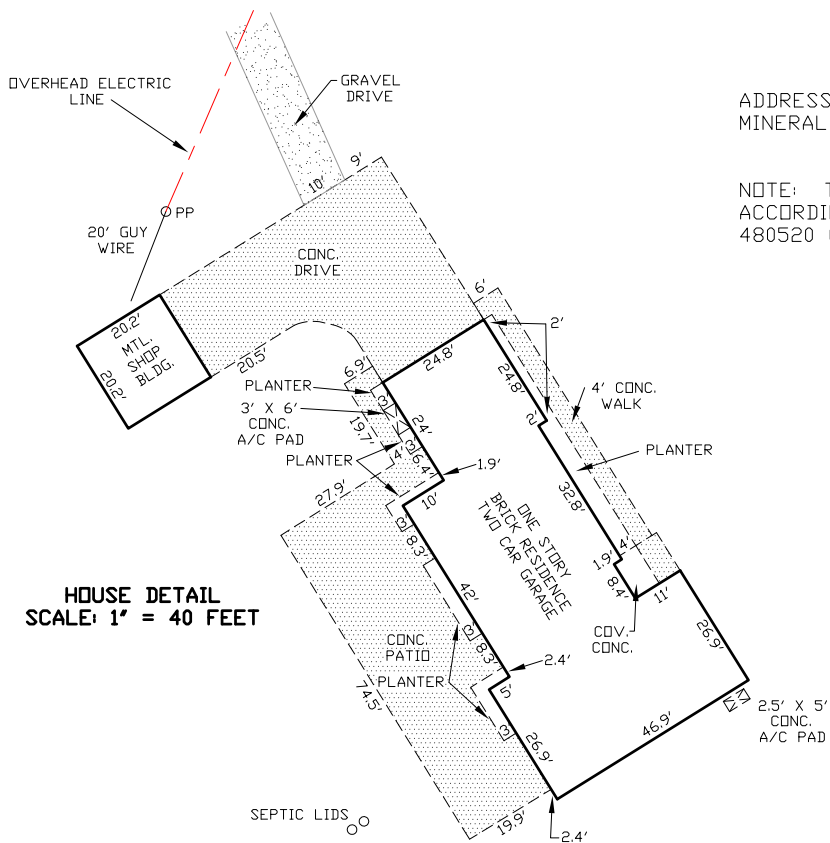 OVERHEAD ELECTRIC
LINE
GRAVEL
DRIVE
ADDRESS
MINERAL
NOTE: T
ACCORDI
480520
9'
10'
PP
20' GUY
WIRE
CONC.
DRIVE
6'
2'
20.2'
MTL.
SHOP
BLDG.
20.2'
20.5'
6.9'
24.8'
24.8'
PLANTER
3'
3' X 6'
CONC.
A/C PAD
24'
19.7'
2'
4' CONC.
WALK
PLANTER
PLANTER
4'
3'
6.4'
1.9'
27.9'
10'
3'
8.3'
32.8'
ONE STORY
BRICK RESIDENCE
TWO CAR GARAGE
1.9'
4'
8.4'
11'
HOUSE DETAIL
SCALE: 1" = 40 FEET
42'
COV.
CONC.
26.9'
CONC.
PATIO
3'
8.3'
2.4'
PLANTER
5'
74.5'
3'
26.9'
46.9'
2.5' X 5'
CONC.
A/C PAD
SEPTIC LIDS
19.9'
2.4'